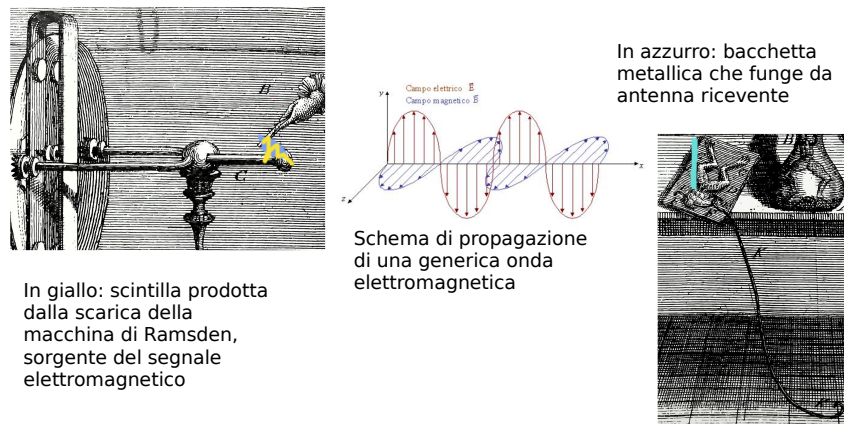 B
G
In giallo: scintilla prodotta
dalla scarica della
macchina di Ramsden,
sorgente del segnale
elettromagnetico
y
Campo elettrico E
Campo magnetico B
x
z
Schema di propagazione
di una generica onda
elettromagnetica
In azzurro: bacchetta
metallica che funge da
antenna ricevente
B
K